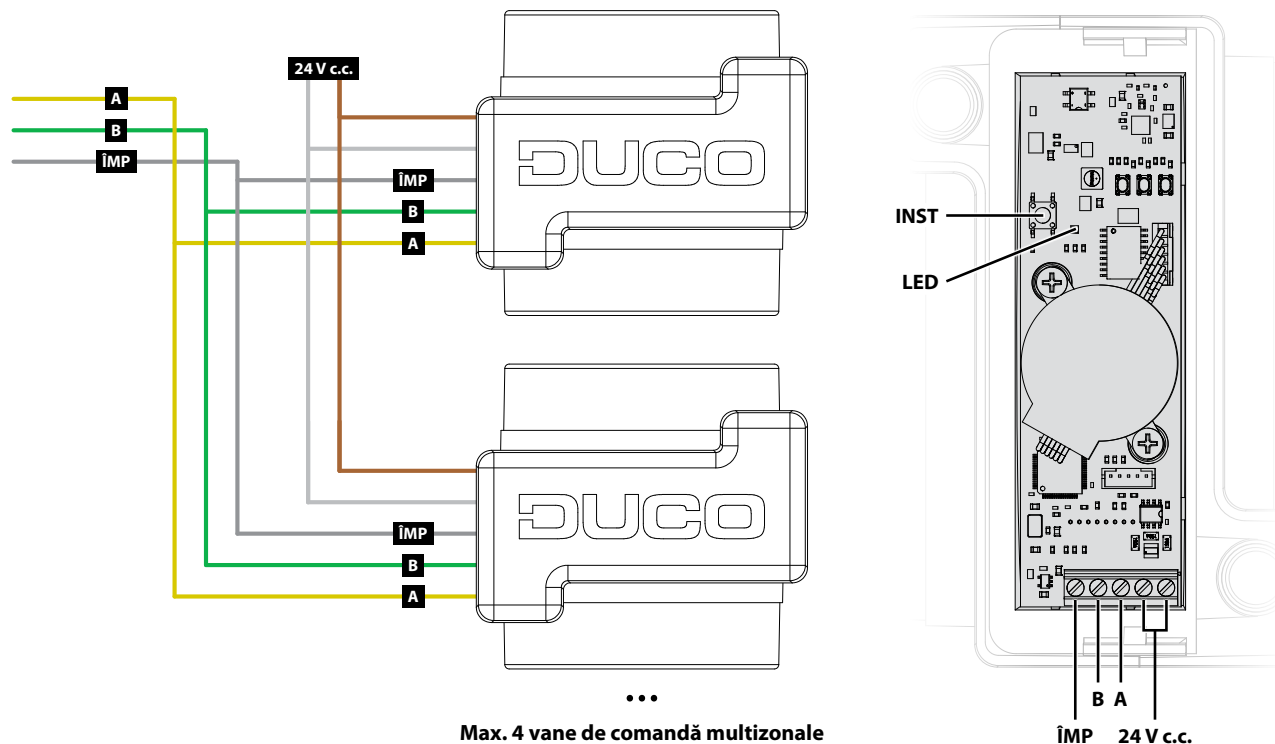 24 V c.c.
A
B
ÎMP
DUCO
ÎMP
B
A
DUCO
ÎMP
B
A
...
Max. 4 vane de comandă multizonale
INST
LED
B A
ÎMP 24 V c.c.